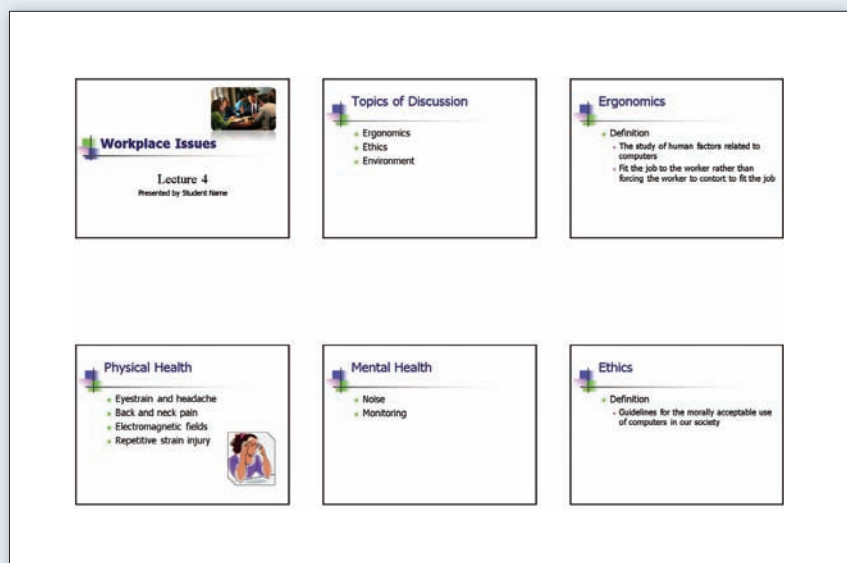 Workplace Issues
Lecture 4
Presented by Student Name
Topics of Discussion
Ergonomics
Ethics
Environment
Ergonomics
Definition
The study of human factors related to
computers
Fit the job to the worker rather than
forcing the worker to contort to fit the job
Physical Health
Eyestrain and headache
Back and neck pain
Electromagnetic fields
Repetitive strain injury
Mental Health
Noise
Monitoring
Ethics
Definition
Guidelines for the morally acceptable use
of computers in our society